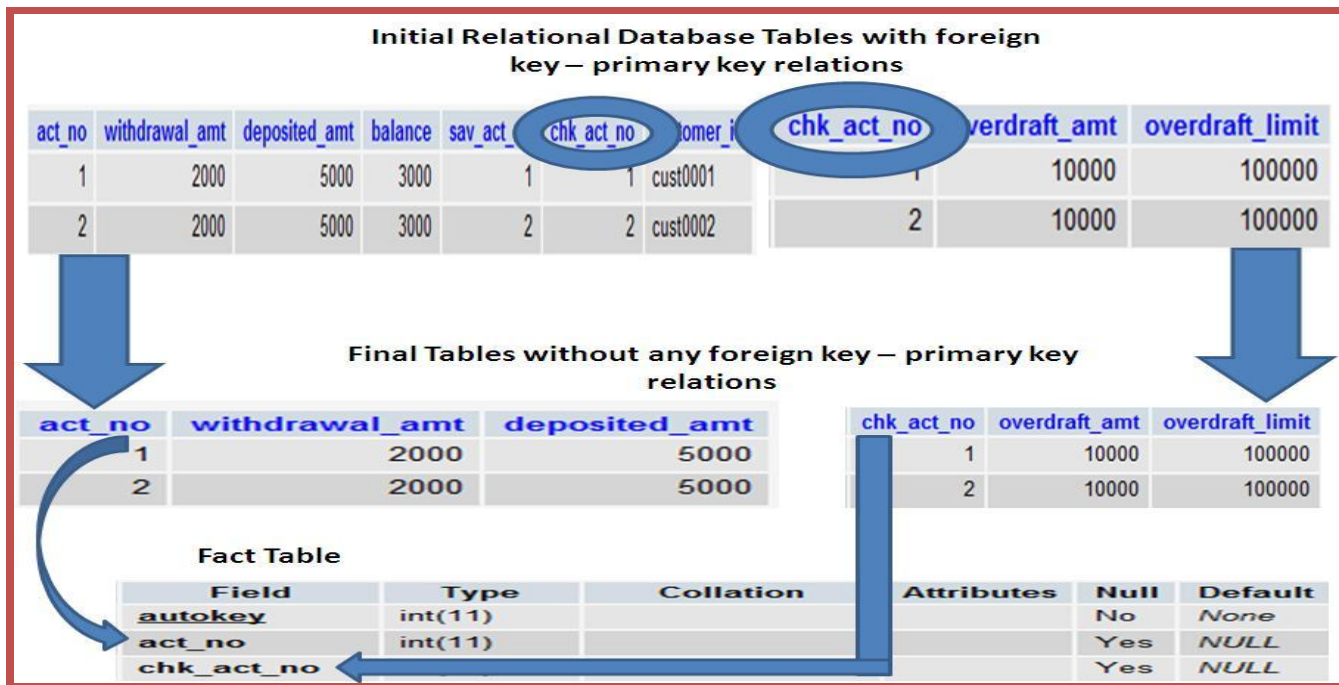 Initial Relational Database Tables with foreign
key – primary key relations
act_no withdrawal_amt deposited_amt balance sav_act chk_act_no
1 2000 5000 3000 1 1 cust0001
2 2000 5000 3000 2 2 cust0002
chk_act_no verdraft_amt overdraft_limit
1 10000 100000
2 10000 100000
Final Tables without any foreign key – primary key
relations
act_no withdrawal_amt deposited_amt
1 2000 5000
2 2000 5000
chk_act_no overdraft_amt overdraft_limit
1 10000 100000
2 10000 100000
Fact Table
Field Type Collation Attributes Null Default
autokey int(11) No None
act_no int(11) Yes NULL
chk_act_no Yes NULL